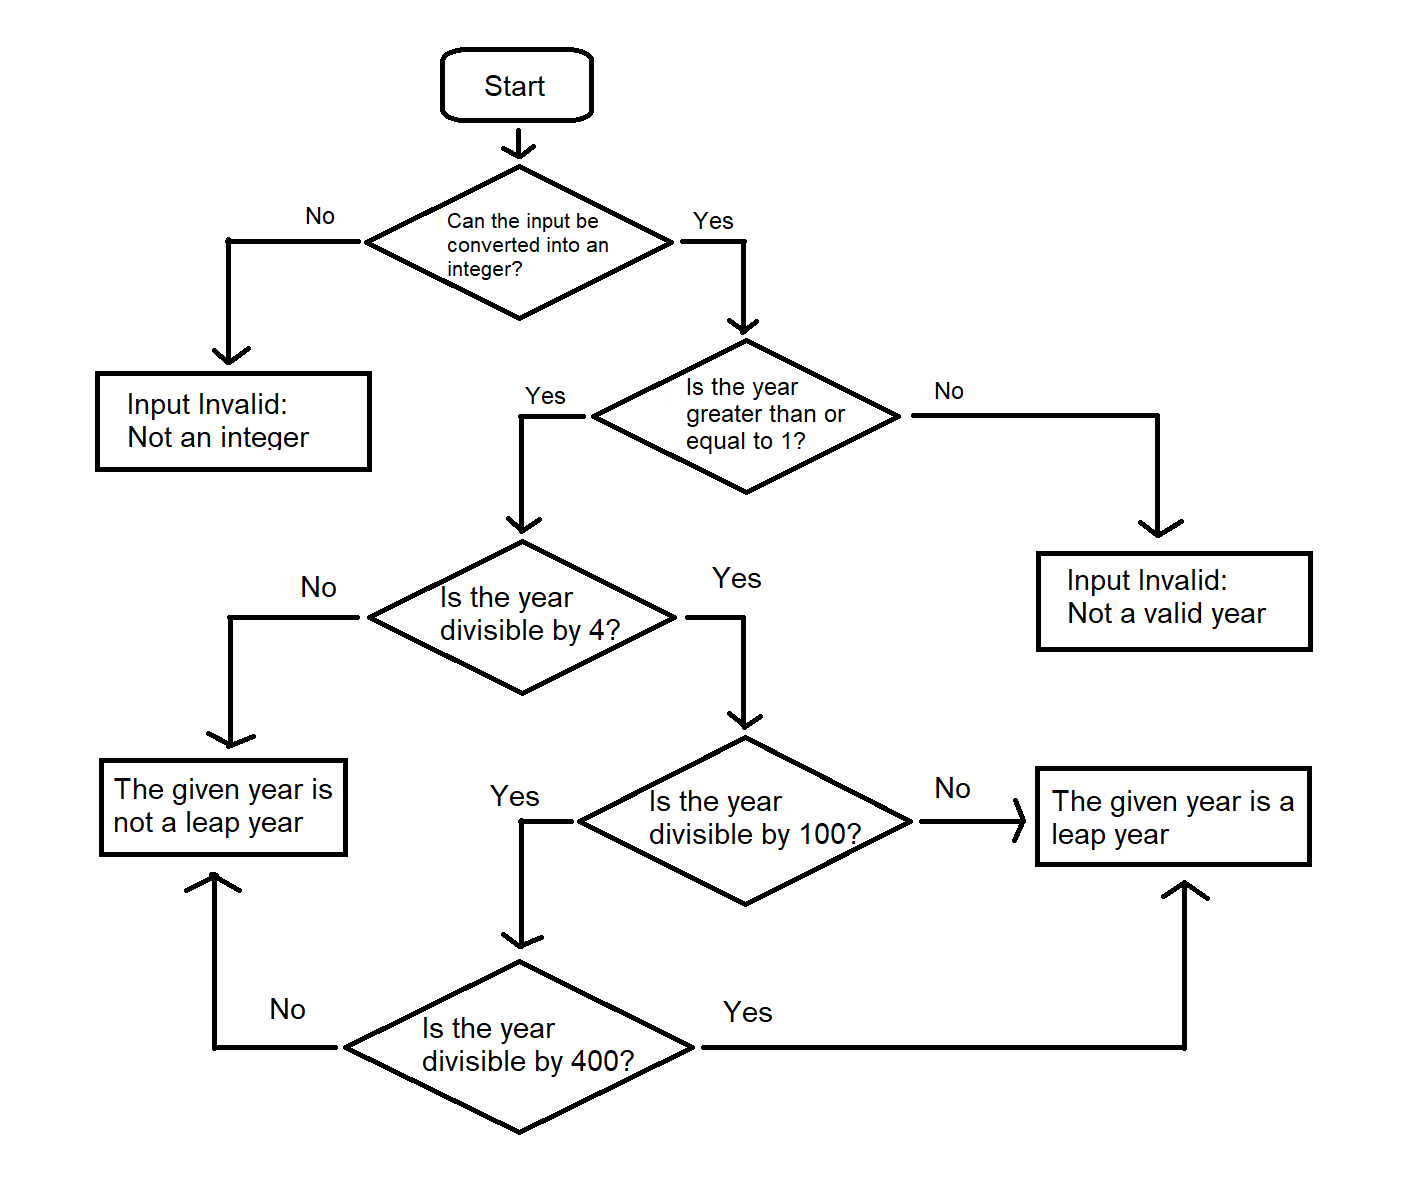 Start
No
Can the input be
converted into an
integer?
Yes
Input Invalid:
Not an integer
Yes
Is the year
greater than or
equal to 1?
No
No
Is the year
divisible by 4?
Yes
Input Invalid:
Not a valid year
The given year is
not a leap year
Yes
Is the year
divisible by 100?
No
The given year is a
leap year
No
Is the year
divisible by 400?
Yes